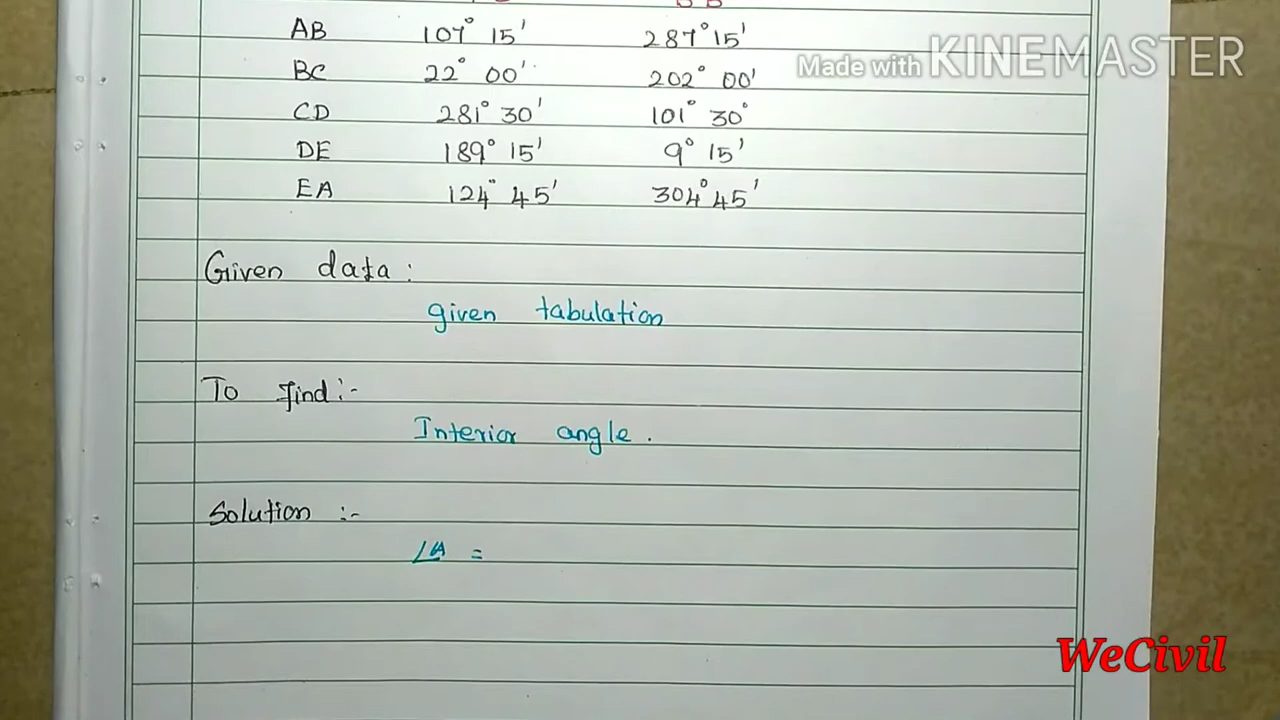 AB 107° 15' 287° 15'
Made with KINEMASTER
BC 22° 00' 202° 00'
CD 281° 30' 101° 30°
DE 189° 15' 9° 15'
EA 124° 45' 304° 45'
Given data :
given tabulation
To find :-
Interior angle .
Solution :-
∠A =
WeCivil